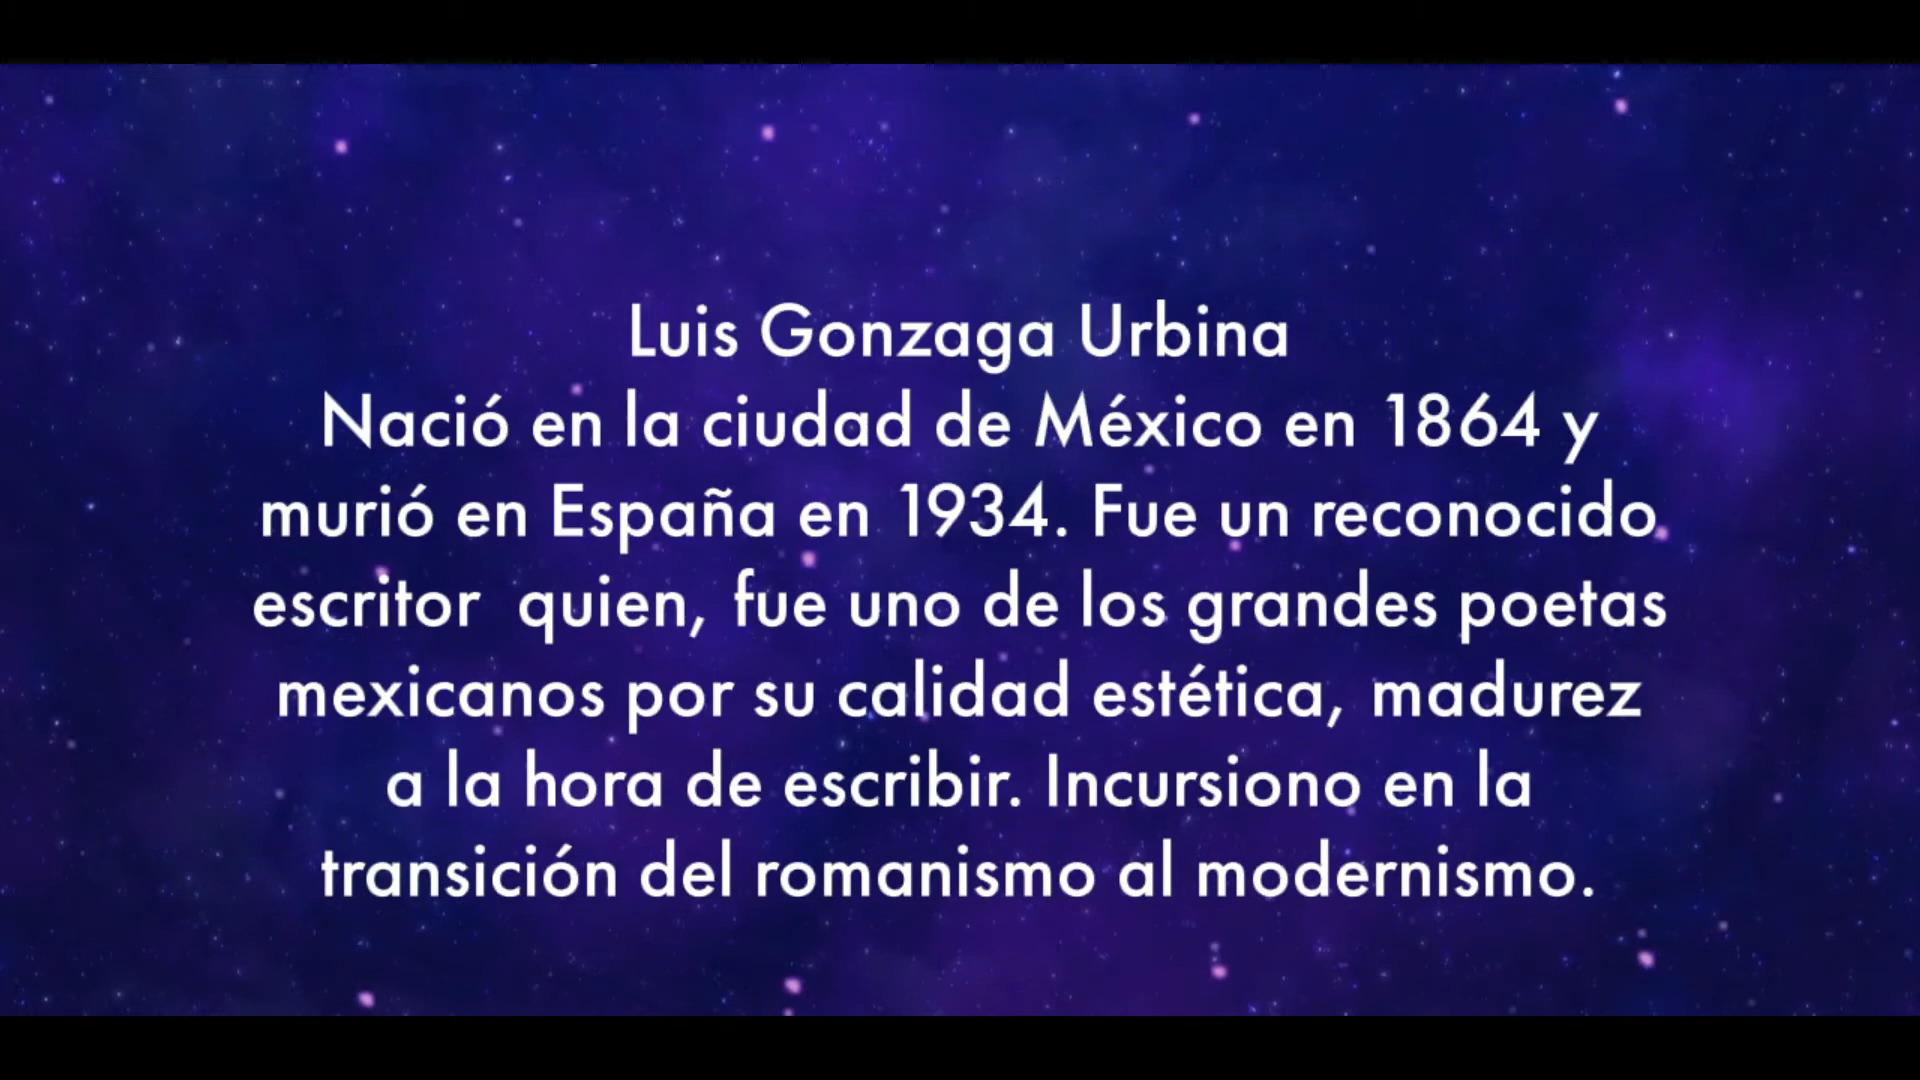 Luis Gonzaga Urbina
Nació en la ciudad de México en 1864 y
murió en España en 1934. Fue un reconocido
escritor  quien, fue uno de los grandes poetas
mexicanos por su calidad estética, madurez
a la hora de escribir. Incursiono en la
transición del romanismo al modernismo.